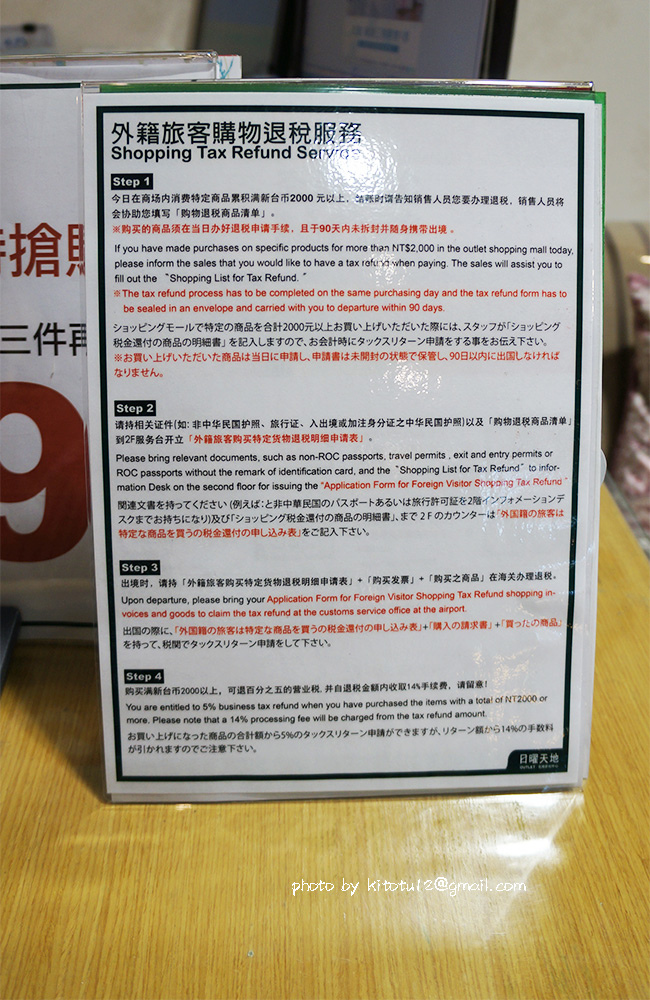 外籍旅客購物退稅服務
Shopping Tax Refund Service
Step 1
今日在商场内消费特定商品累积满新台币2000 元以上，结帐时请告知销售人员您要办理退税，销售人员将
会协助您填写「购物退税商品清单」。
※购买的商品须在当日办好退税申请手续，且于90天内未拆封并随身携带出境 。
If you have made purchases on specific products for more than NT$2,000 in the outlet shopping mall today,
please inform the sales that you would like to have a tax refund when paying. The sales will assist you to
fill out the 〝Shopping List for Tax Refund.〞
※The tax refund process has to be completed on the same purchasing day and the tax refund form has to
be sealed in an envelope and carried with you to departure within 90 days.
ショッピングモールで特定の商品を合計2000元以上お買い上げいただいた際には、スタッフが「ショッピング
税金還付の商品の明細書」を記入しますので、お会計時にタックスリターン申請をする事をお伝え下さい。
※お買い上げいただいた商品は当日に申請し、申請書は未開封の状態で保管し、90日以内に出国しなければ
なりません。
Step 2
请持相关证件(如: 非中华民国护照、旅行证、入出境或加注身分证之中华民国护照)以及「购物退税商品清单」
到2F服务台开立「外籍旅客购买特定货物退税明细申请表」。
Please bring relevant documents, such as non-ROC passports, travel permits , exit and entry permits or
ROC passports without the remark of identification card, and the〝Shopping List for Tax Refund〞to infor-
mation Desk on the second floor for issuing the "Application Form for Foreign Visitor Shopping Tax Refund "
関連文書を持ってください (例えば：と非中華民国のパスポートあるいは旅行許可証を2階インフォメーションデ
スクまでお持ちになり)及び「ショッピング税金還付の商品の明細書」、まで２Ｆのカウンターは「外国籍の旅客は
特定な商品を買うの税金還付の申し込み表」をご記入下さい。
Step 3
出境时，请持「外籍旅客购买特定货物退税明细申请表」+「购买发票」+「购买之商品」在海关办理退税。
Upon departure, please bring your Application Form for Foreign Visitor Shopping Tax Refund shopping in-
voices and goods to claim the tax refund at the customs service office at the airport.
出国の際に、「外国籍の旅客は特定な商品を買うの税金還付の申し込み表」+「購入の請求書」+「買ったの商品」
を持って、税関でタックスリターン申請をして下さい。
Step 4
购买满新台币2000以上，可退百分之五的营业税. 并自退税金额内收取14%手续费，请留意！
You are entitled to 5% business tax refund when you have purchased the items with a total of NT2000 or
more. Please note that a 14% processing fee will be charged from the tax refund amount.
お買い上げになった商品の合計額から5%のタックスリターン申請ができますが、リターン額から14%の手数料
が引かれますのでご注意下さい。
日曜天地
搶購
三件再
9
photo by kitotu12@gmail.com